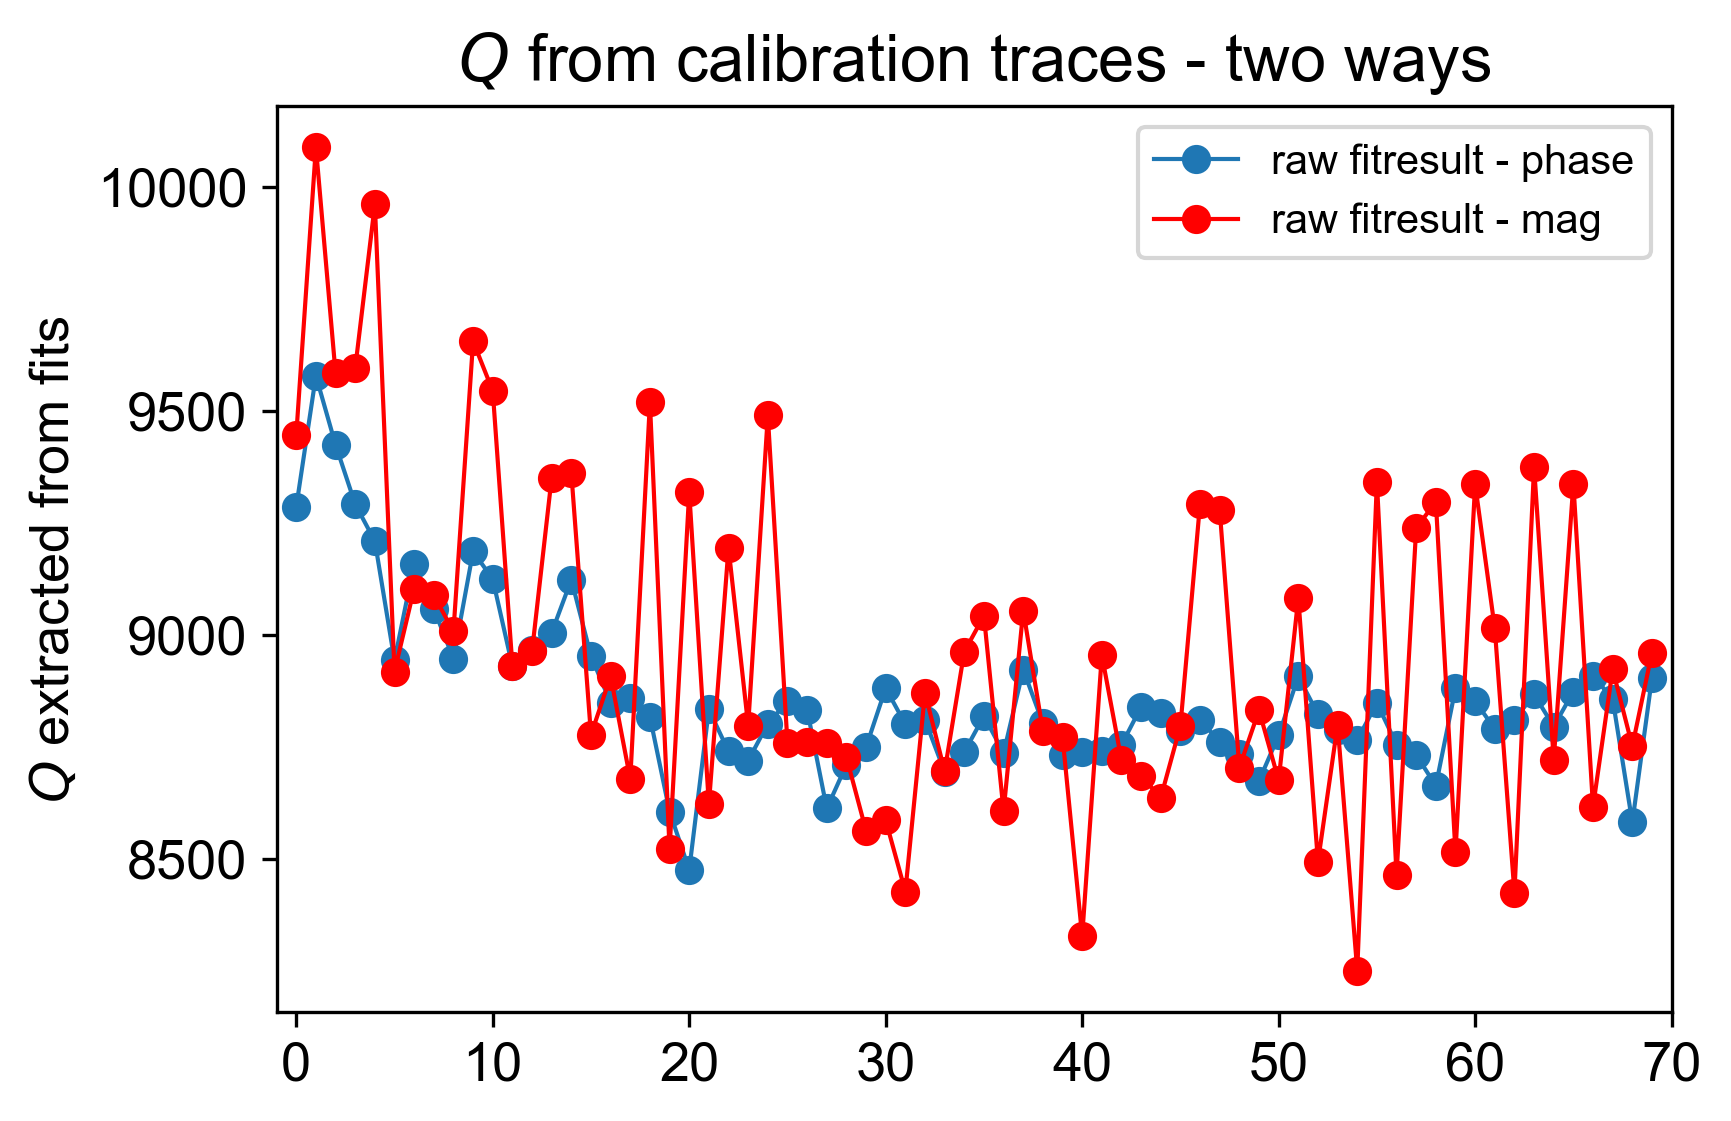 Q from calibration traces - two ways
raw fitresult - phase
raw fitresult - mag
Q extracted from fits
10000
9500
9000
8500
0 10 20 30 40 50 60 70